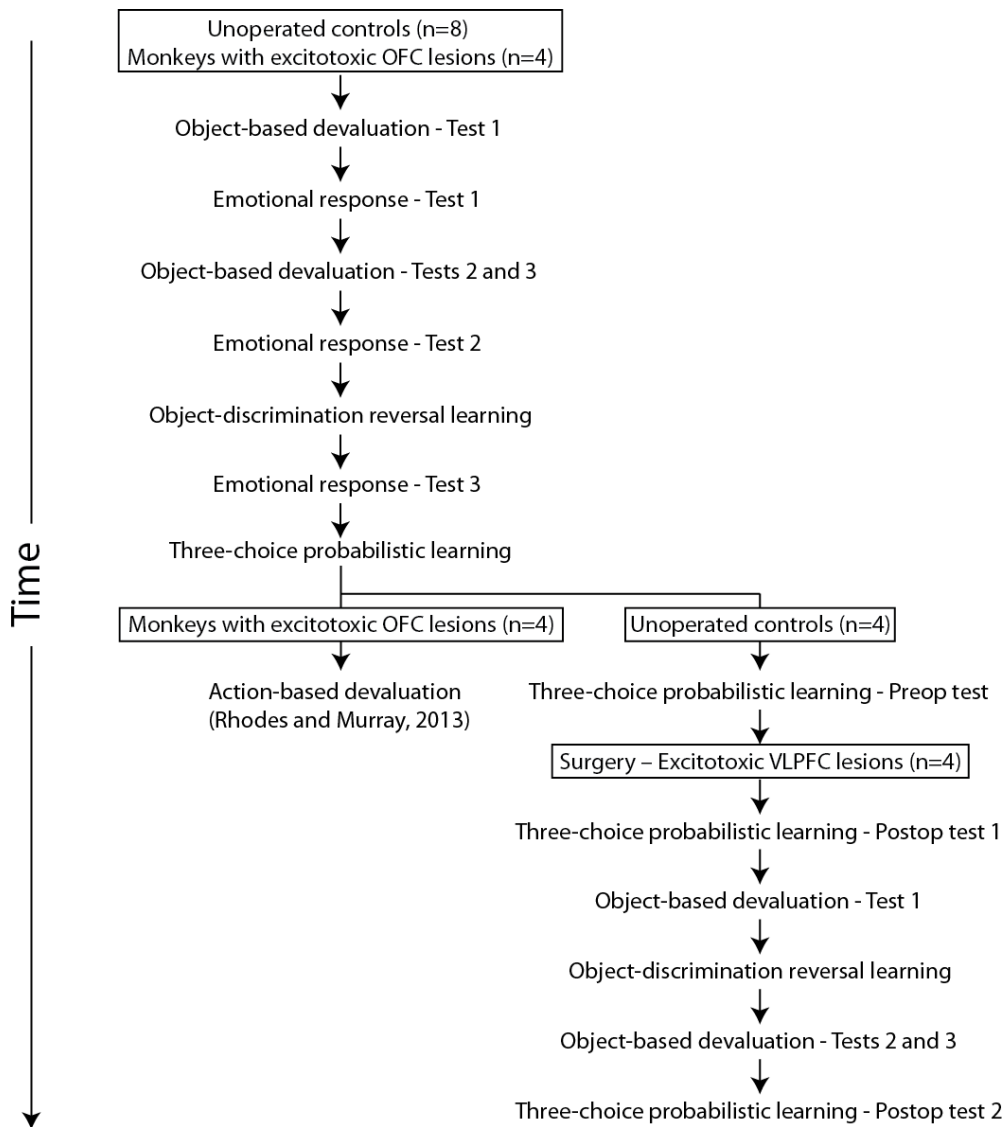 Unoperated controls (n=8)
Monkeys with excitotoxic OFC lesions (n=4)
Object-based devaluation - Test 1
Emotional response - Test 1
Object-based devaluation - Tests 2 and 3
Emotional response - Test 2
Object-discrimination reversal learning
Emotional response - Test 3
Three-choice probabilistic learning
Time
Monkeys with excitotoxic OFC lesions (n=4)
Action-based devaluation
(Rhodes and Murray, 2013)
Unoperated controls (n=4)
Three-choice probabilistic learning - Preop test
Surgery – Excitotoxic VLPFC lesions (n=4)
Three-choice probabilistic learning - Postop test 1
Object-based devaluation - Test 1
Object-discrimination reversal learning
Object-based devaluation - Tests 2 and 3
Three-choice probabilistic learning - Postop test 2